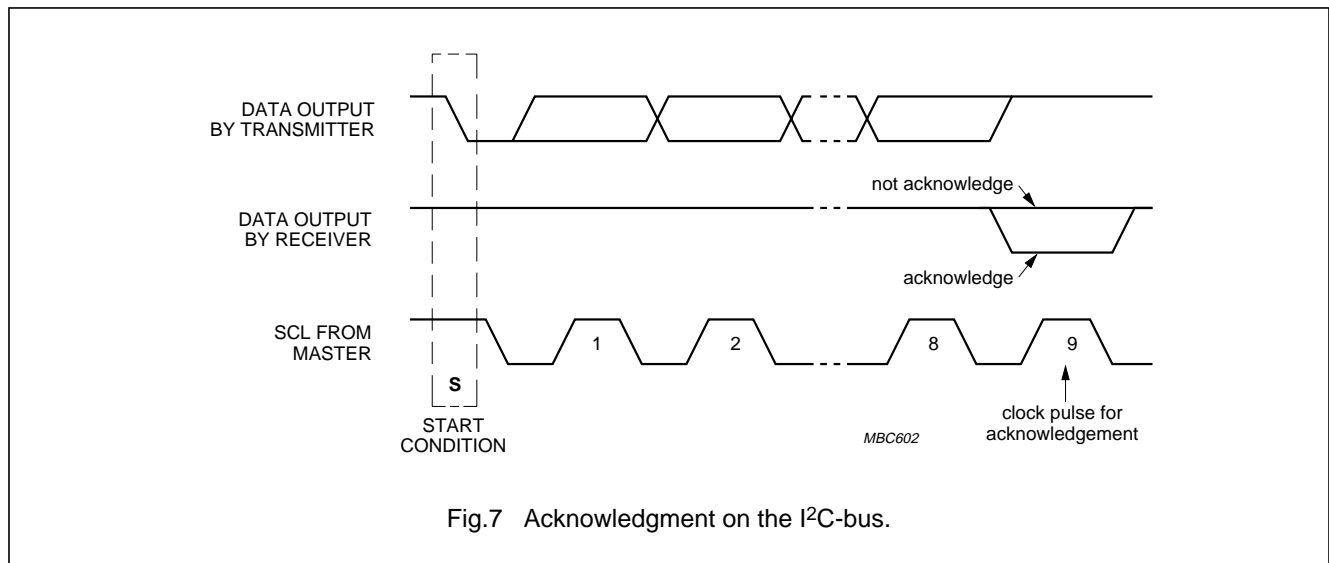 DATA OUTPUT
BY TRANSMITTER
not acknowledge
DATA OUTPUT
BY RECEIVER
acknowledge
SCL FROM
MASTER
1
2
8
9
S
START
CONDITION
clock pulse for
acknowledgement
MBC602
Fig.7 Acknowledgment on the I²C-bus.